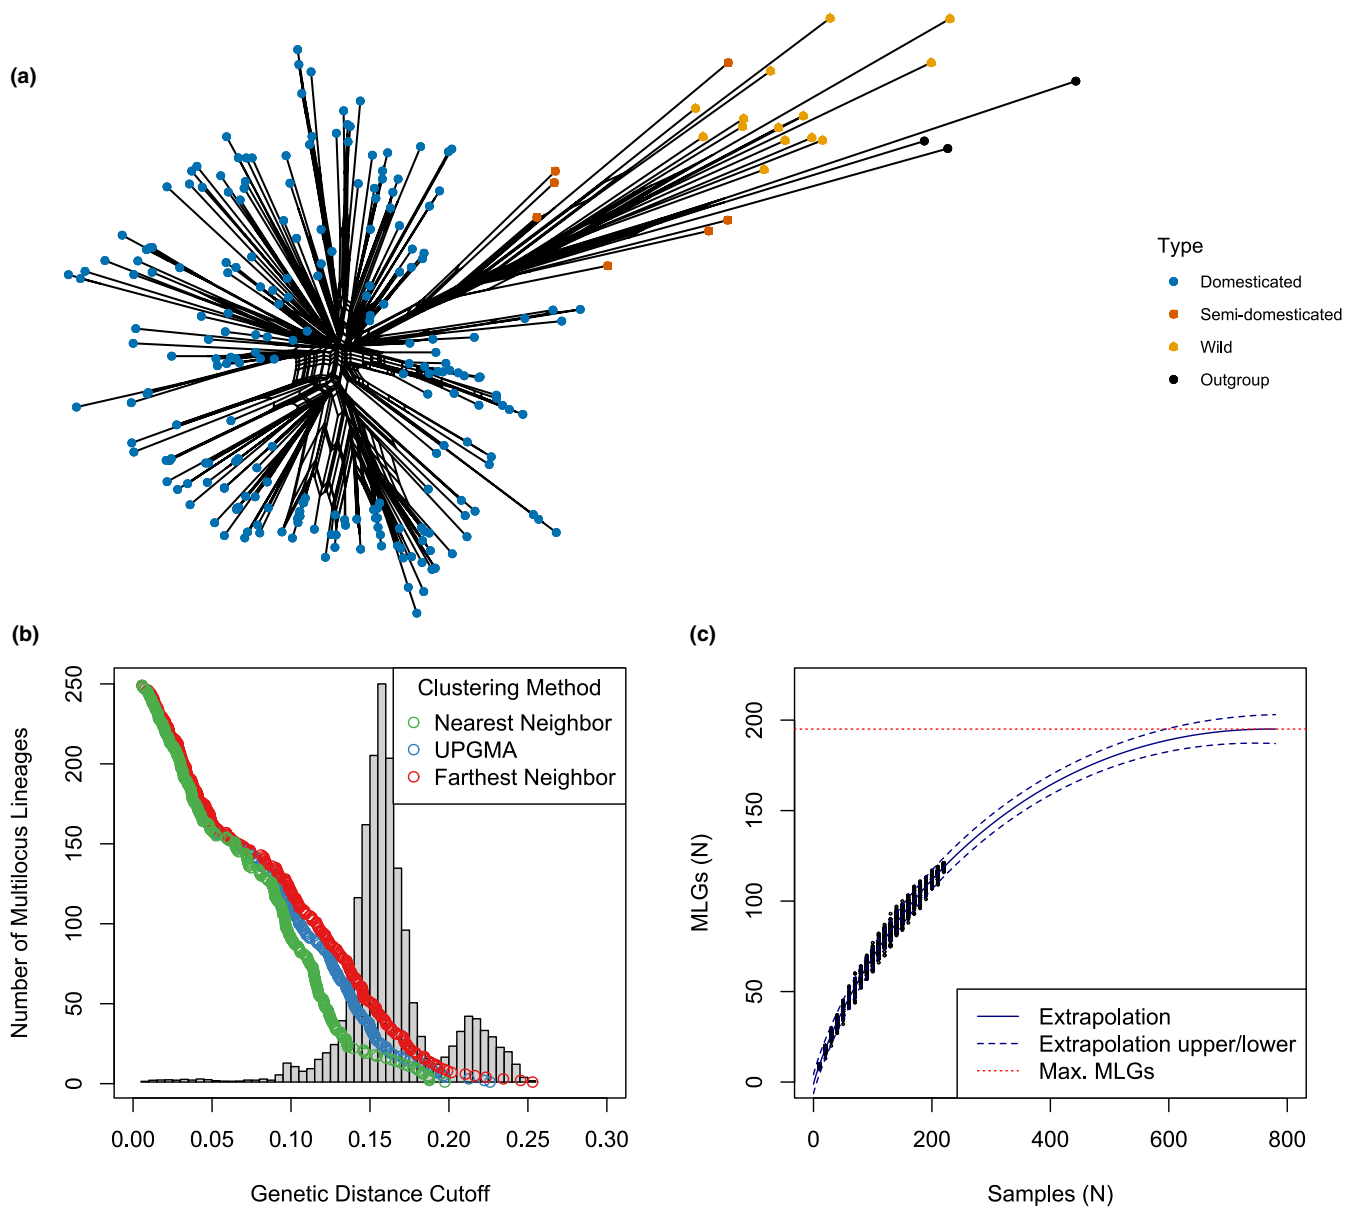 (a)
Type
Domesticated
Semi-domesticated
Wild
Outgroup
(b)
Number of Multilocus Lineages
250
200
150
100
50
0
Clustering Method
Nearest Neighbor
UPGMA
Farthest Neighbor
0.00 0.05 0.10 0.15 0.20 0.25 0.30
Genetic Distance Cutoff
(c)
MLGs (N)
200
150
100
50
0
Extrapolation
Extrapolation upper/lower
Max. MLGs
0 200 400 600 800
Samples (N)